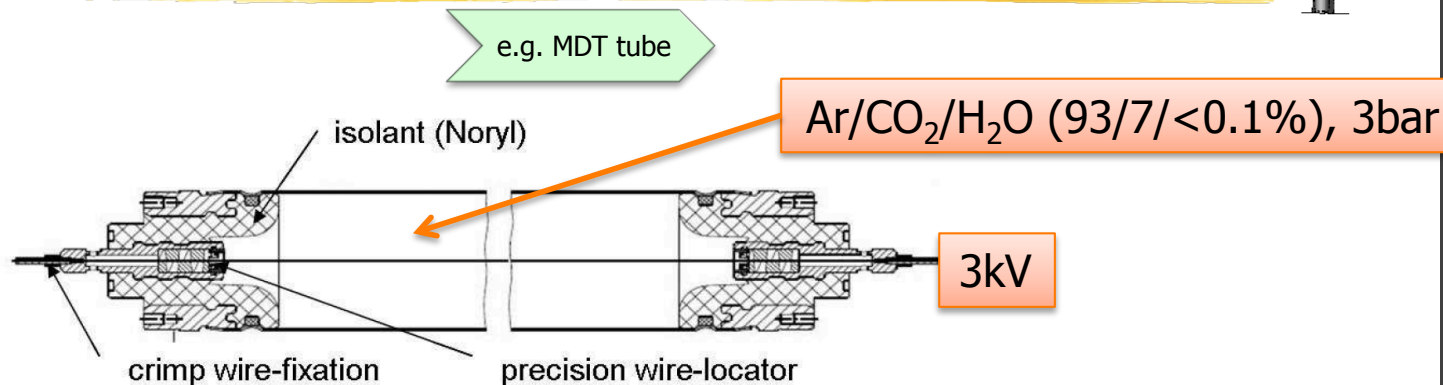 e.g. MDT tube
Ar/CO₂/H₂O (93/7/<0.1%), 3bar
isolant (Noryl)
3kV
crimp wire-fixation
precision wire-locator